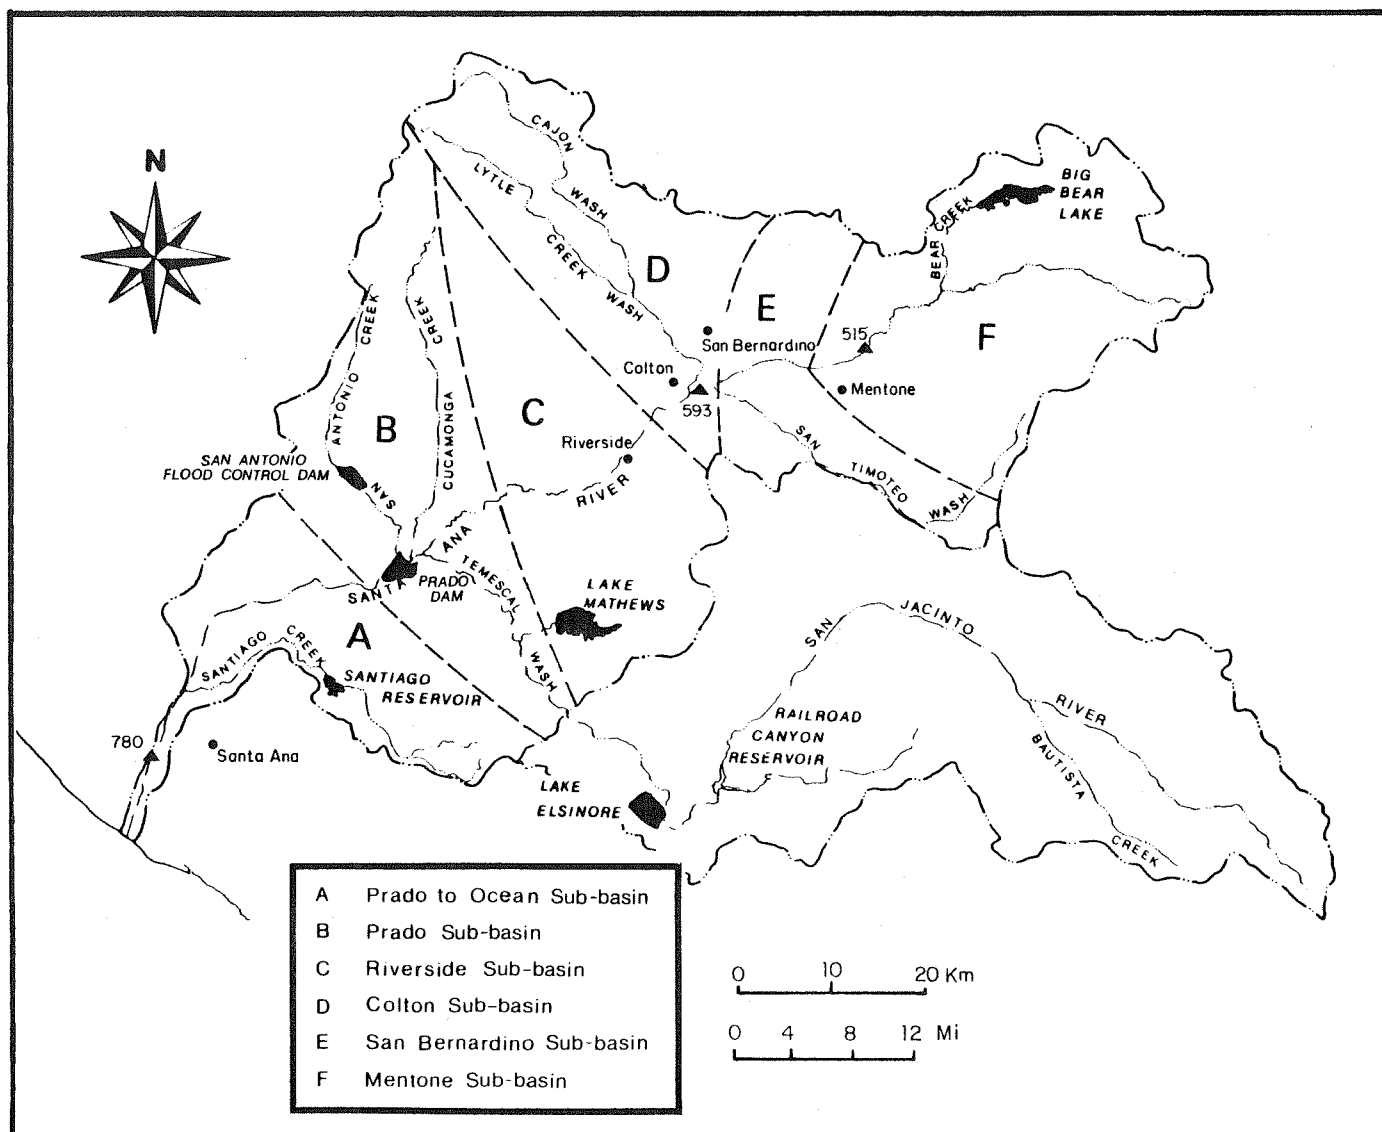 N
CAJON
WASH
LYTLE
CREEK
WASH
BIG
BEAR
LAKE
BEAR CREEK
D
E
F
515
San Bernardino
Colton
593
Mentone
SAN ANTONIO CREEK
CUCAMONGA CREEK
B
C
Riverside
SAN ANTONIO
FLOOD CONTROL DAM
SAN TIMOTEO WASH
SANTA ANA RIVER
PRADO
DAM
TEMESCAL WASH
LAKE
MATHEWS
A
SANTIAGO CREEK
SANTIAGO
RESERVOIR
SAN JACINTO RIVER
BAUTISTA CREEK
RAILROAD
CANYON
RESERVOIR
780
Santa Ana
LAKE
ELSINORE
A Prado to Ocean Sub-basin
B Prado Sub-basin
C Riverside Sub-basin
D Colton Sub-basin
E San Bernardino Sub-basin
F Mentone Sub-basin
0 10 20 Km
0 4 8 12 Mi